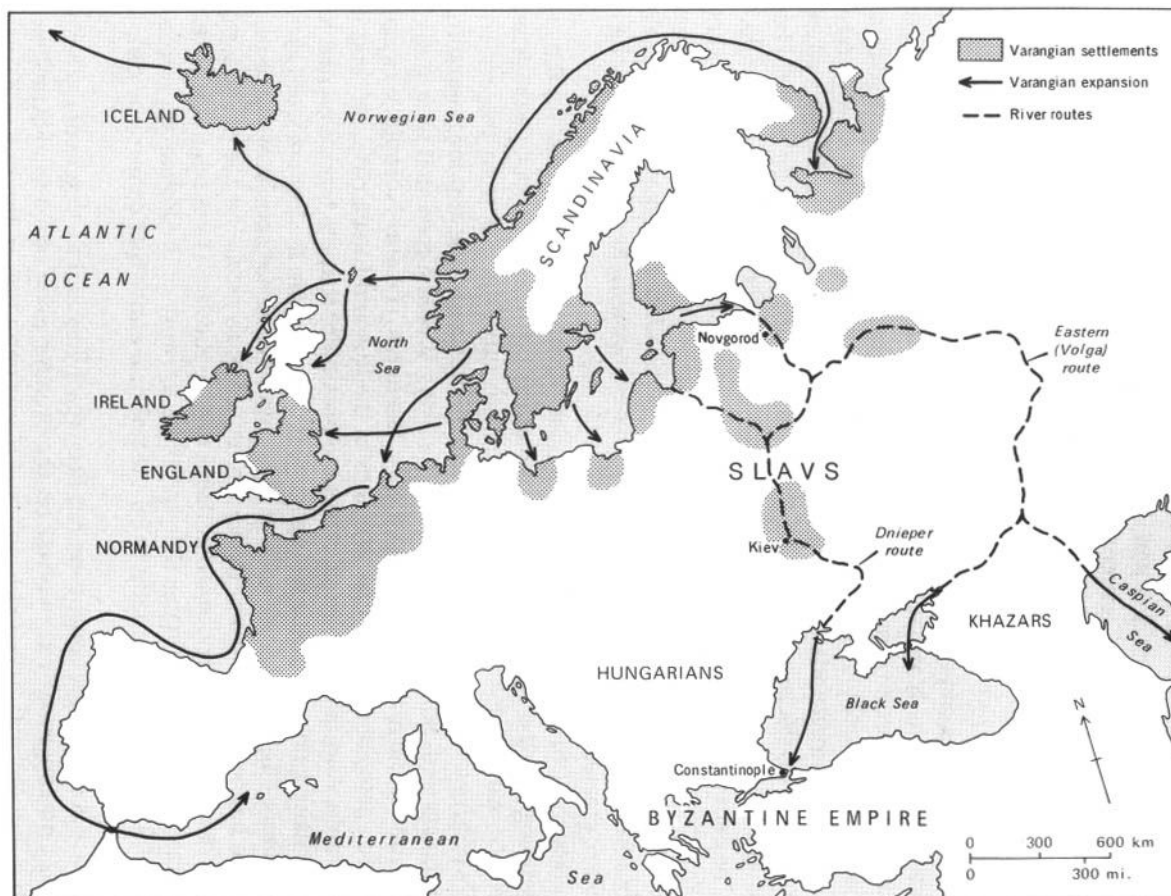 Varangian settlements
Varangian expansion
River routes
ICELAND
Norwegian Sea
SCANDINAVIA
ATLANTIC
OCEAN
North
Sea
Novgorod
Eastern
(Volga)
route
IRELAND
ENGLAND
SLAVS
NORMANDY
Kiev
Dnieper
route
Caspian
Sea
KHAZARS
HUNGARIANS
Black Sea
N
Constantinople
BYZANTINE EMPIRE
Mediterranean
Sea
0 300 600 km
0 300 mi.